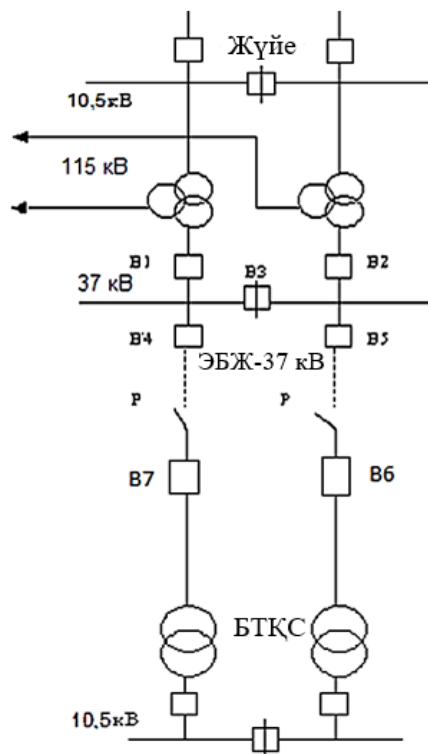 Жүйе
10,5кВ
115 кВ
В1
В2
В3
37 кВ
В4
В5
ЭБЖ-37 кВ
Р
Р
В7
В6
БТҚС
10,5кВ